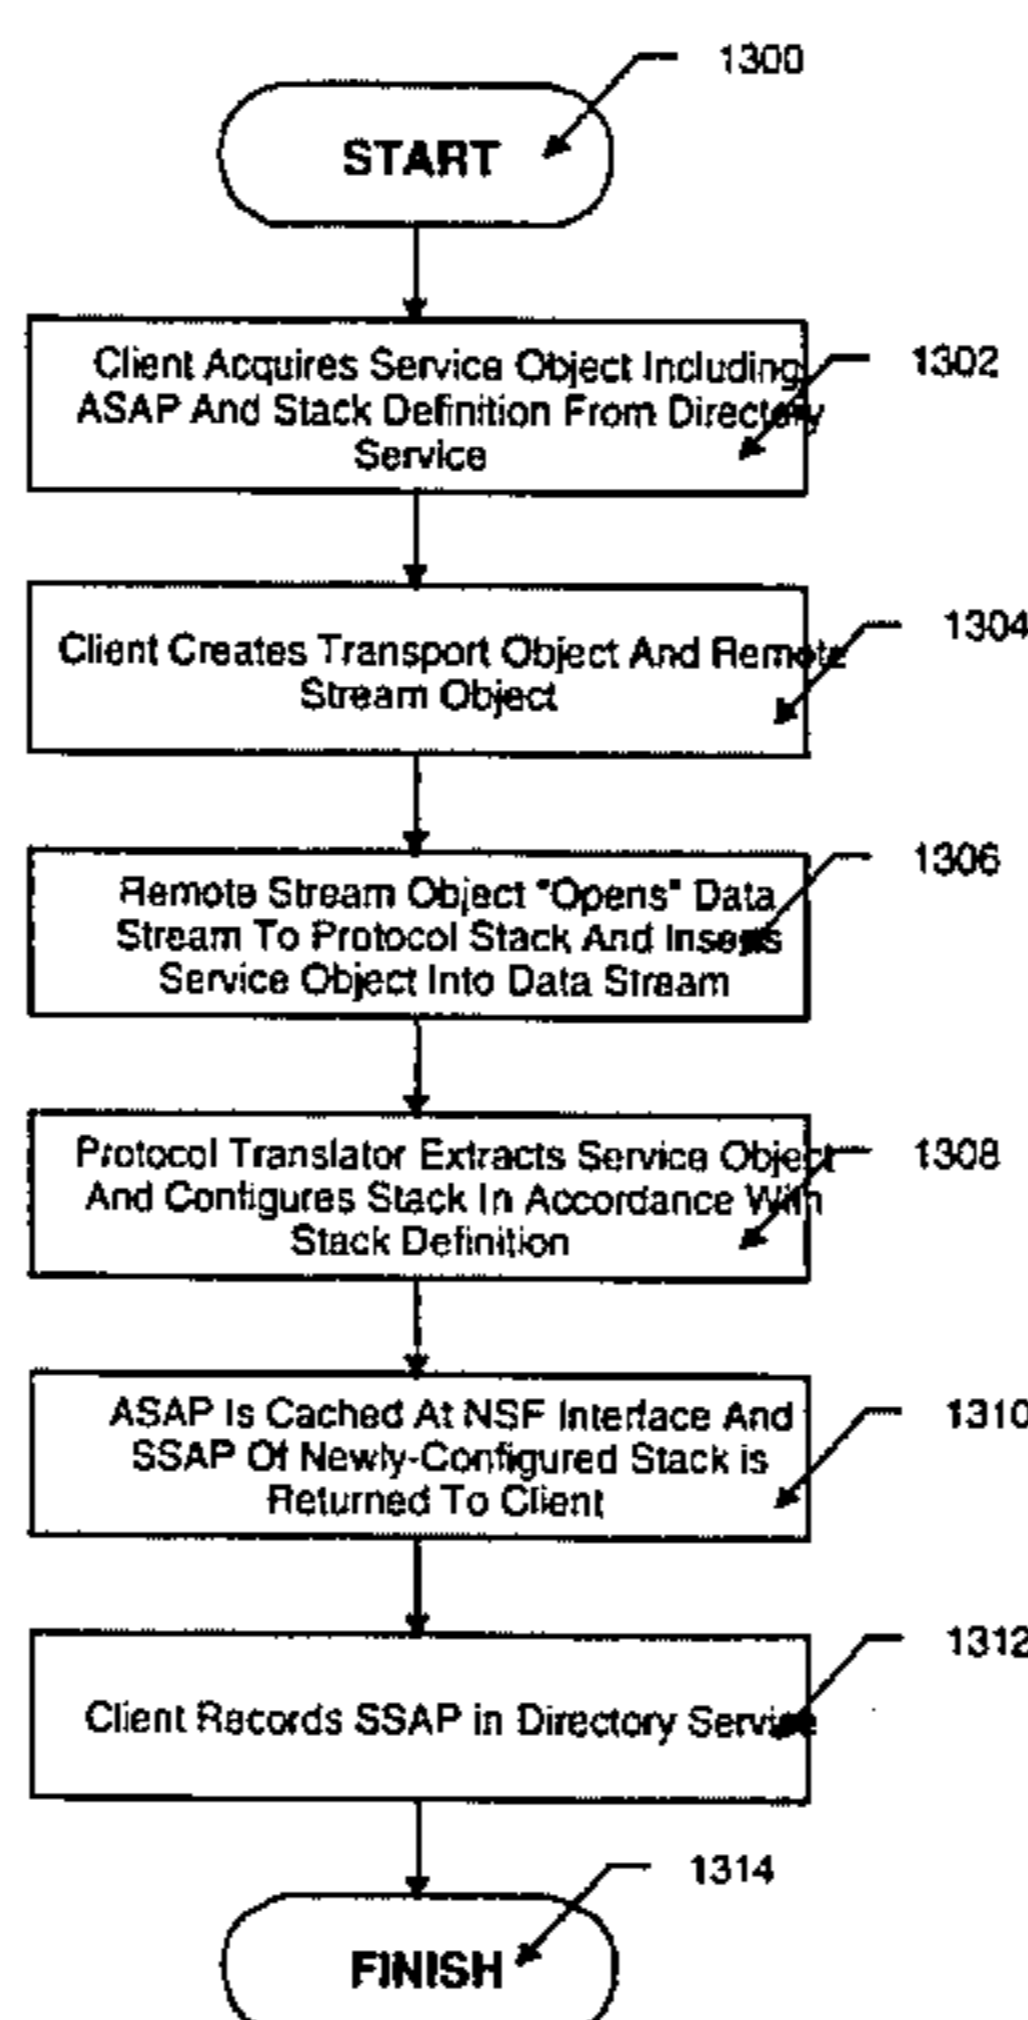 1300
START
Client Acquires Service Object Including
1302
ASAP And Stack Definition From Directory
Service
1304
Client Creates Transport Object And Remote
Stream Object
1306
Remote Stream Object "Opens" Data
Stream To Protocol Stack And Inserts
Service Object Into Data Stream
1308
Protocol Translator Extracts Service Object
And Configures Stack In Accordance With
Stack Definition
1310
ASAP Is Cached At NSF Interface And
SSAP Of Newly-Configured Stack is
Returned To Client
1312
Client Records SSAP in Directory Service
1314
FINISH